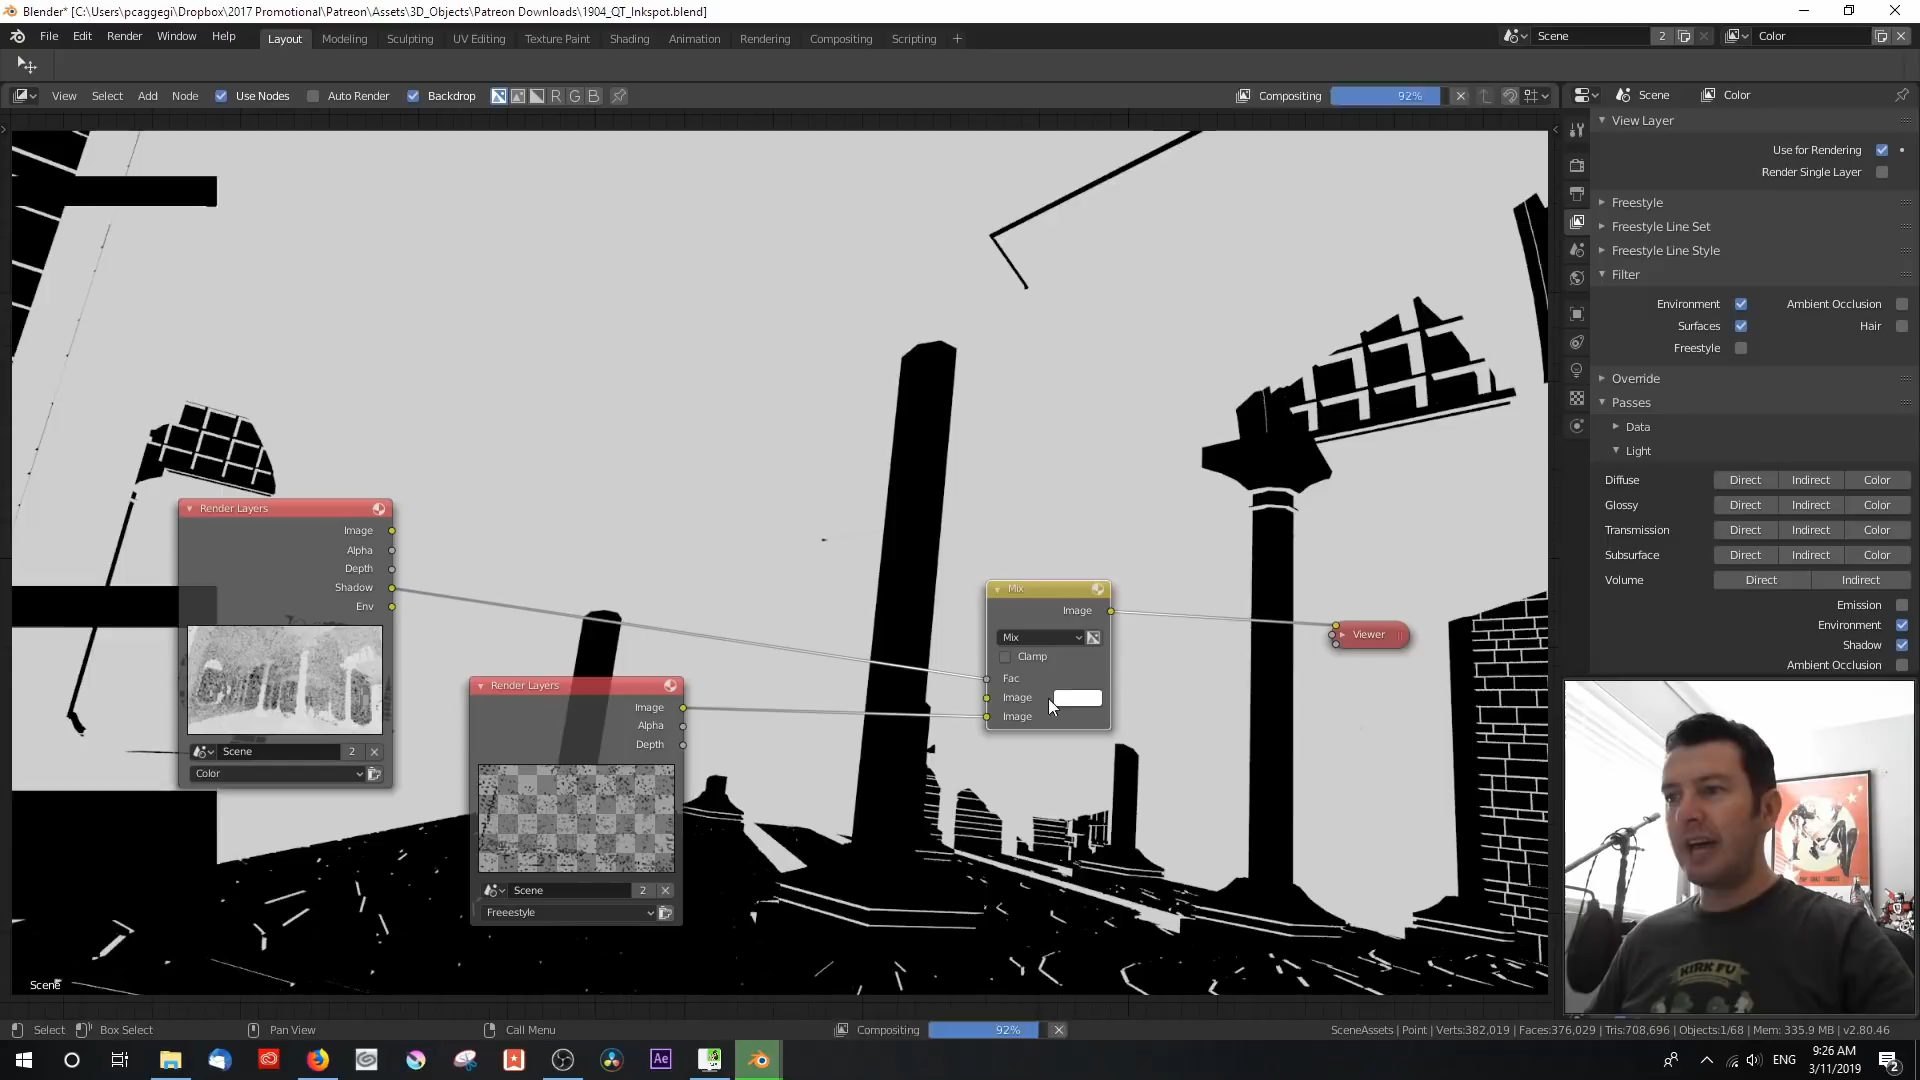 Blender* [C:\Users\pcaggegi\Dropbox\2017 Promotional\Patreon\Assets\3D_Objects\Patreon Downloads\1904_QT_Inkspot.blend]
File Edit Render Window Help Layout Modeling Sculpting UV Editing Texture Paint Shading Animation Rendering Compositing Scripting + Scene 2 Color
View Select Add Node Use Nodes Auto Render Backdrop R G B Compositing 92% Scene Color
View Layer
Use for Rendering
Render Single Layer
Freestyle
Freestyle Line Set
Freestyle Line Style
Filter
Environment Ambient Occlusion
Surfaces Hair
Freestyle
Override
Passes
Data
Light
Diffuse Direct Indirect Color
Glossy Direct Indirect Color
Transmission Direct Indirect Color
Subsurface Direct Indirect Color
Volume Direct Indirect
Emission
Environment
Shadow
Ambient Occlusion
Render Layers
Image
Alpha
Depth
Shadow
Env
Scene 2
Color
Render Layers
Image
Alpha
Depth
Scene 2
Freeestyle
Mix
Image
Mix
Clamp
Fac
Image
Image
Viewer
KIRK FU
Scene
Select Box Select Pan View Call Menu Compositing 92% SceneAssets | Point | Verts:382,019 | Faces:376,029 | Tris:708,696 | Objects:1/68 | Mem: 335.9 MB | v2.80.46
Ae ENG 9:26 AM
3/11/2019 2